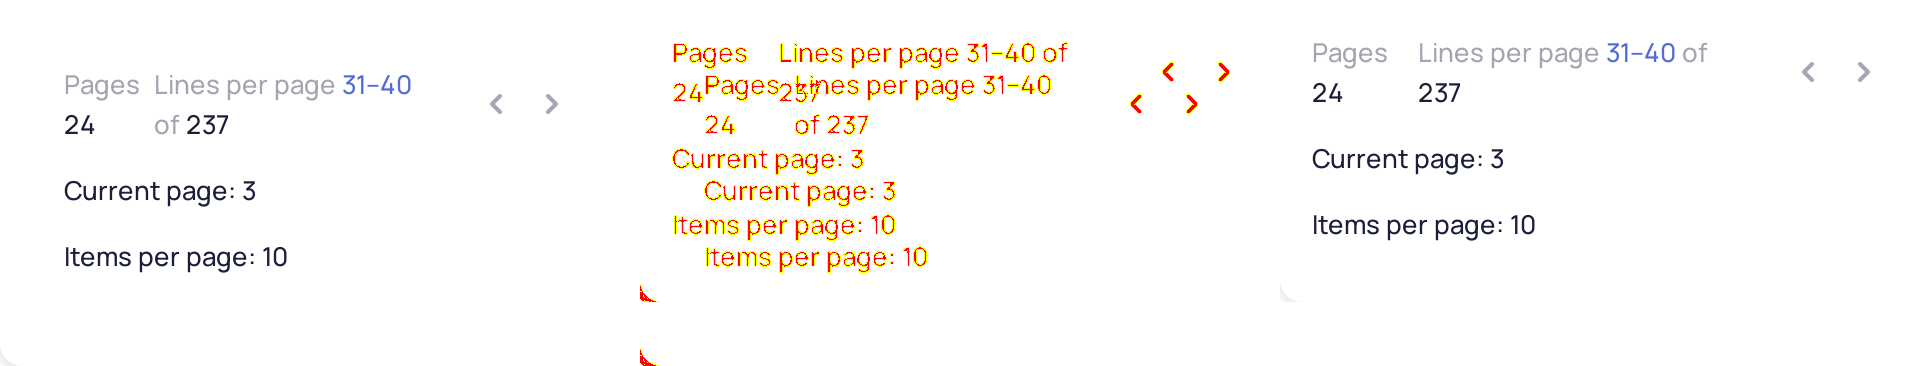 Pages Lines per page 31–40
24 of 237
Current page: 3
Items per page: 10
Pages Lines per page 31–40 of
24 237
Pages Lines per page 31–40
24 of 237
Current page: 3
Current page: 3
Items per page: 10
Items per page: 10
Pages Lines per page 31–40 of
24 237
Current page: 3
Items per page: 10